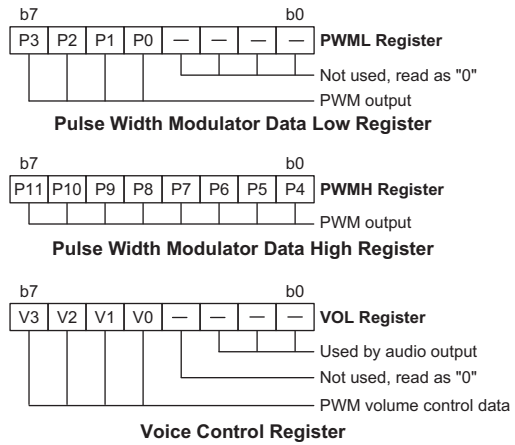 b7 b0
P3 P2 P1 P0 — — — — PWML Register
Not used, read as "0"
PWM output
Pulse Width Modulator Data Low Register
b7 b0
P11 P10 P9 P8 P7 P6 P5 P4 PWMH Register
PWM output
Pulse Width Modulator Data High Register
b7 b0
V3 V2 V1 V0 — — — — VOL Register
Used by audio output
Not used, read as "0"
PWM volume control data
Voice Control Register